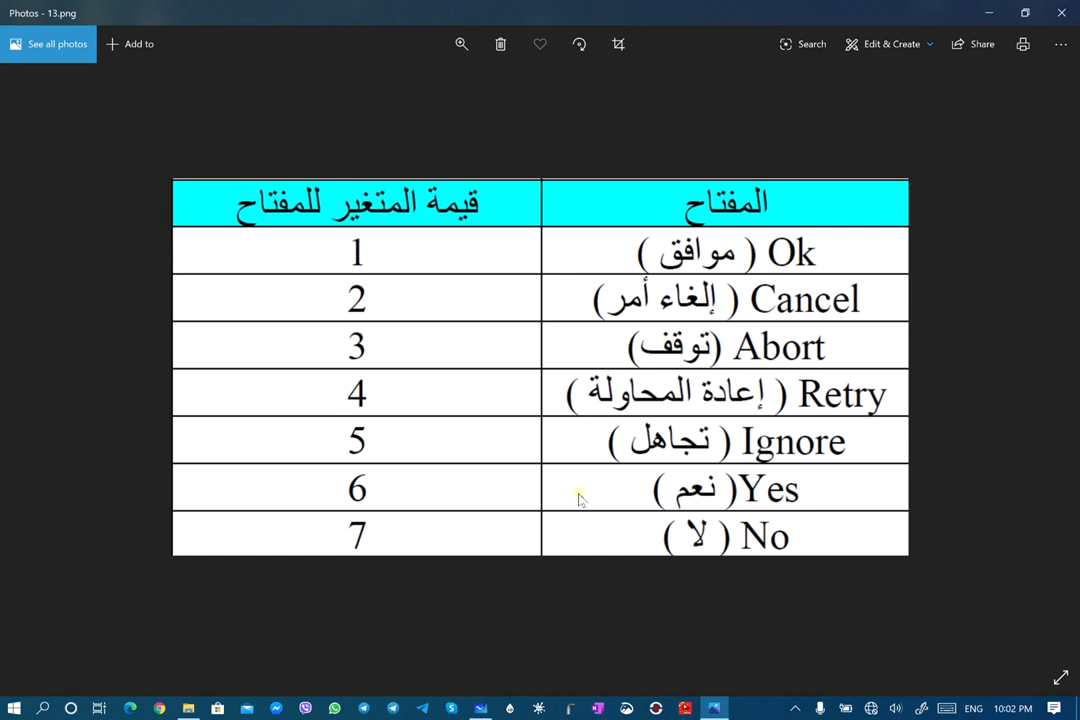 Photos - 13.png
See all photos
Add to
Search
Edit & Create
Share
المفتاح	قيمة المتغير للمفتاح
Ok ( موافق )	1
Cancel ( إلغاء أمر)	2
Abort (توقف)	3
Retry ( إعادة المحاولة )	4
Ignore ( تجاهل )	5
Yes( نعم )	6
No ( لا )	7
ENG
10:02 PM